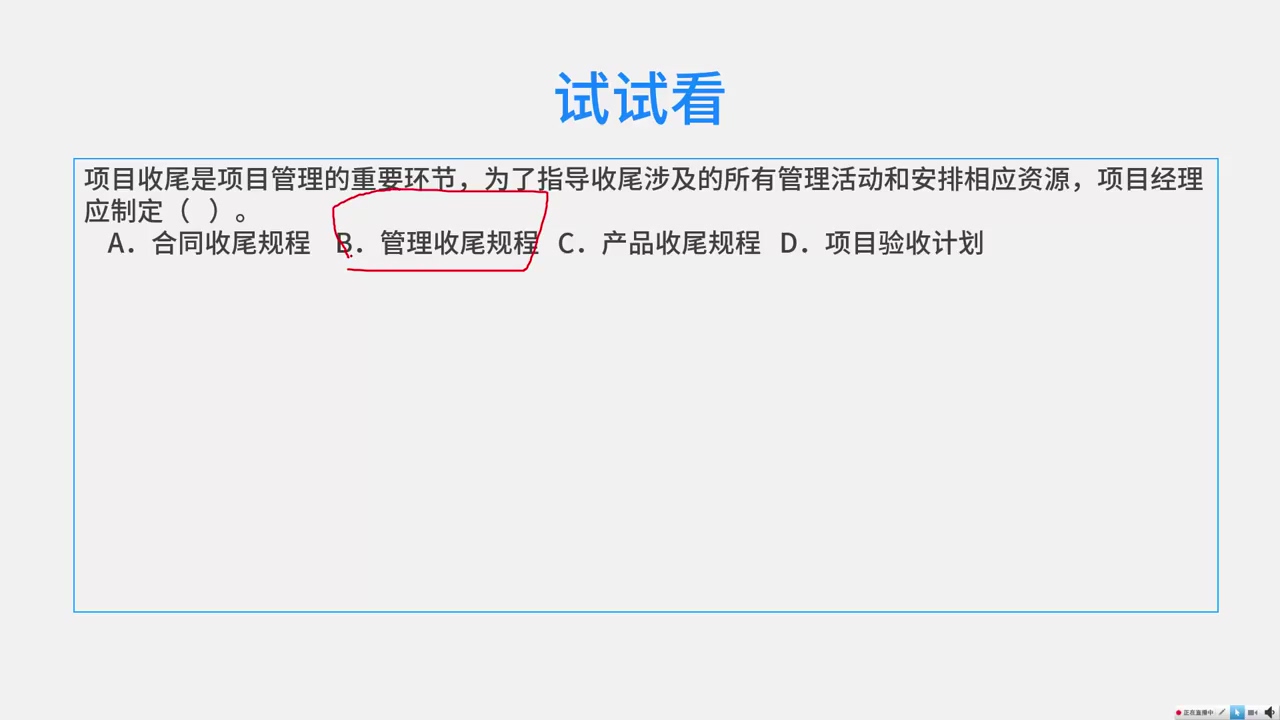 试试看
项目收尾是项目管理的重要环节，为了指导收尾涉及的所有管理活动和安排相应资源，项目经理
应制定（ ）。
A．合同收尾规程 B．管理收尾规程 C．产品收尾规程 D．项目验收计划
正在直播中